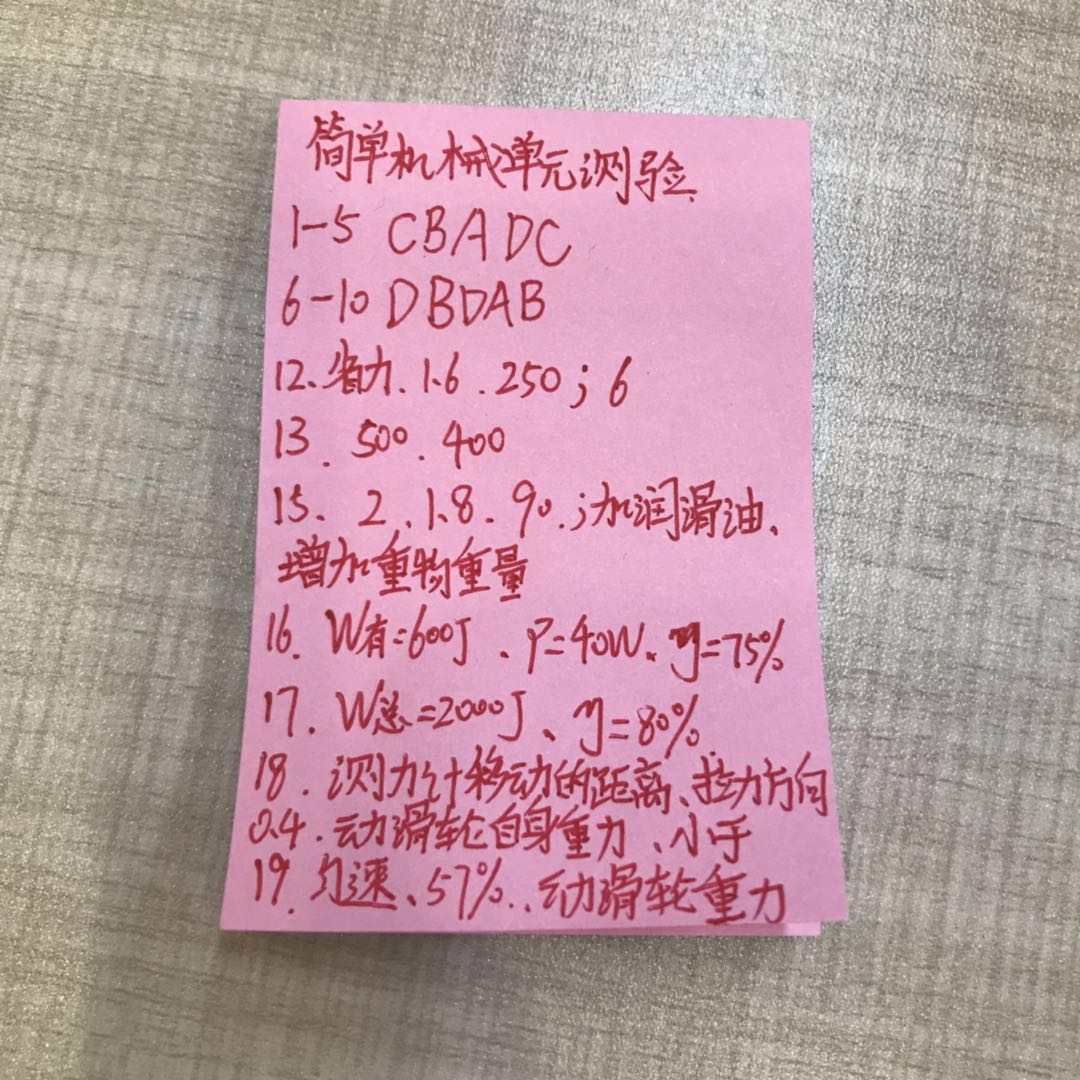 简单机械单元测验
1-5 CBADC
6-10 DBDAB
12、省力、1.6、250；6
13、500、400
15、2、1.8、90、；加润滑油、
增加重物重量
16、W有=600J、P=40W、η=75%
17、W总=2000J、η=80%
18、测力计移动的距离、拉力方向
0.4、动滑轮自身重力、小于
19、匀速、57%、动滑轮重力